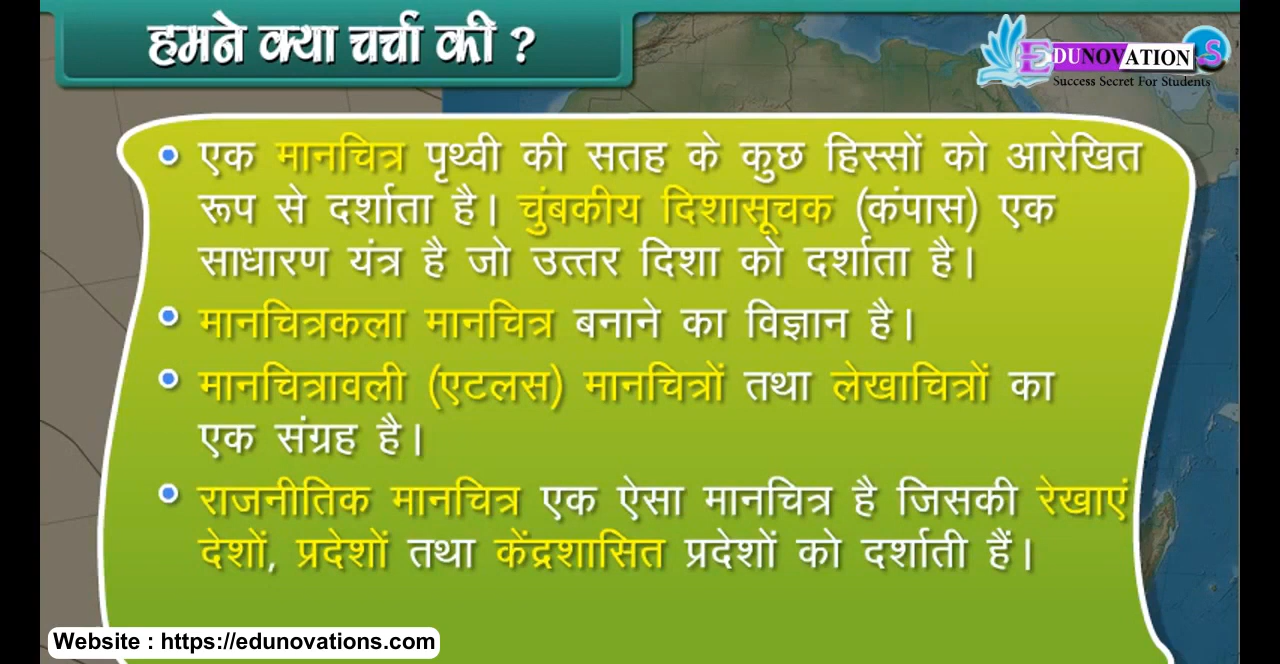 हमने क्या चर्चा की ?
EDUNOVATION S
Success Secret For Students
एक मानचित्र पृथ्वी की सतह के कुछ हिस्सों को आरेखित
रूप से दर्शाता है। चुंबकीय दिशासूचक (कंपास) एक
साधारण यंत्र है जो उत्तर दिशा को दर्शाता है।
मानचित्रकला मानचित्र बनाने का विज्ञान है।
मानचित्रावली (एटलस) मानचित्रों तथा लेखाचित्रों का
एक संग्रह है।
राजनीतिक मानचित्र एक ऐसा मानचित्र है जिसकी रेखाएं
देशों, प्रदेशों तथा केंद्रशासित प्रदेशों को दर्शाती हैं।
Website : https://edunovations.com